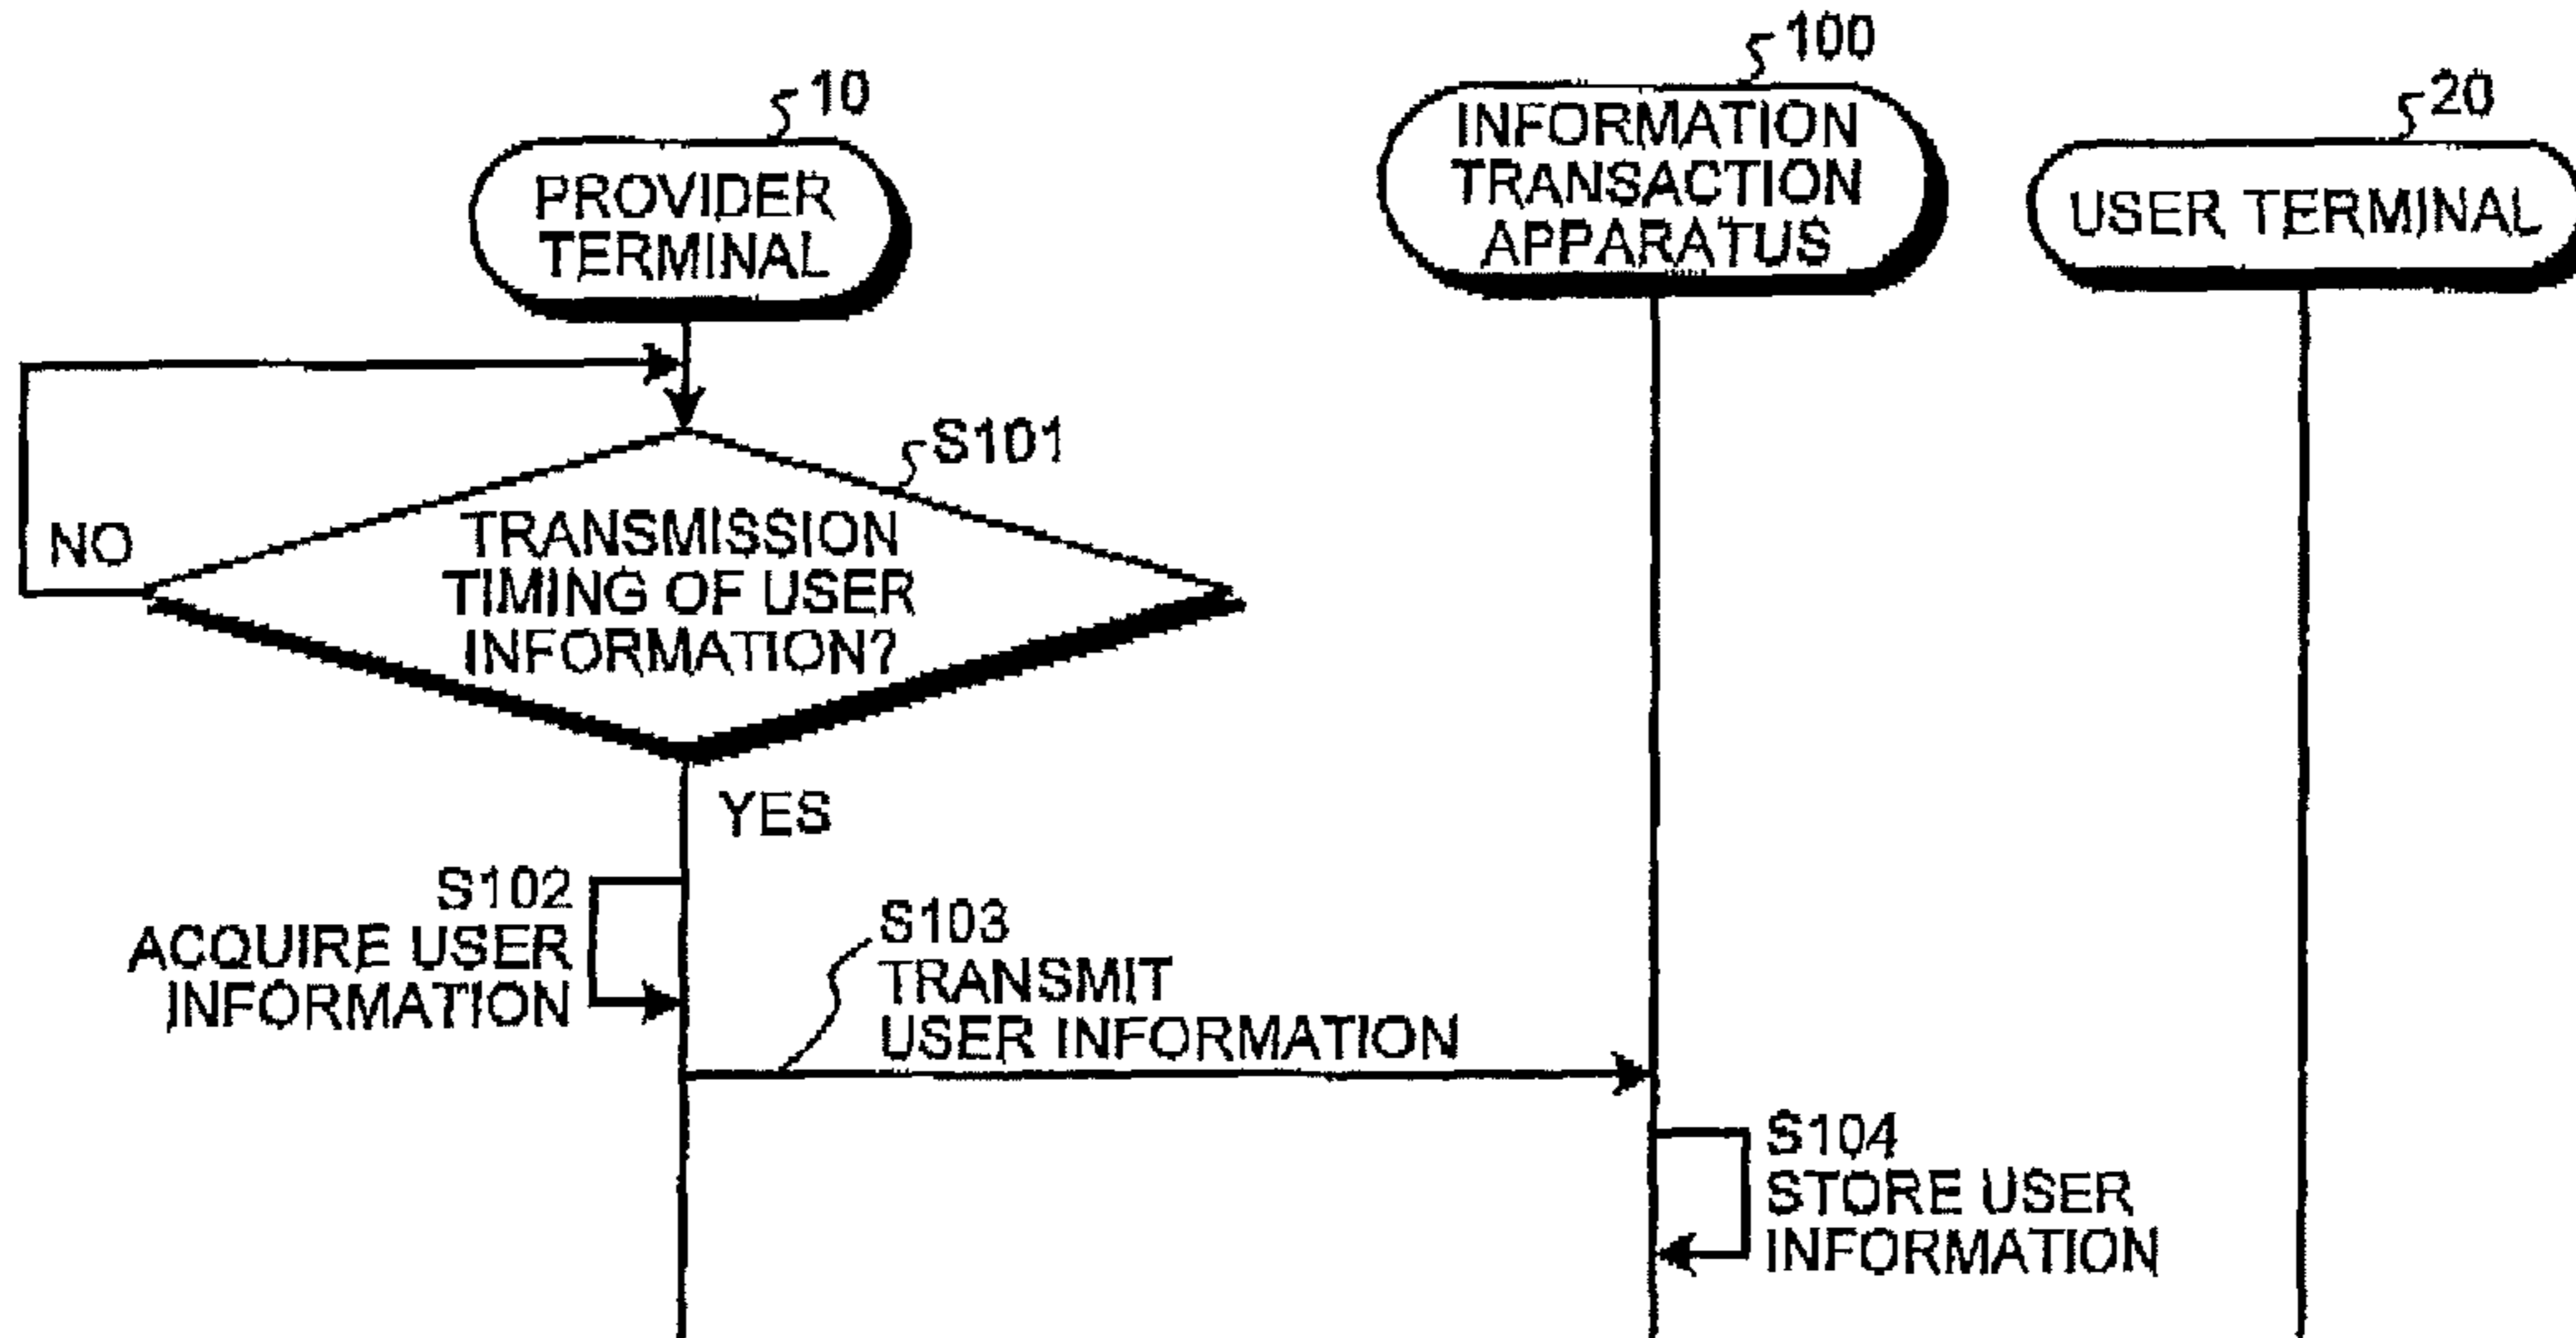 10
PROVIDER
TERMINAL
100
INFORMATION
TRANSACTION
APPARATUS
20
USER TERMINAL
S101
TRANSMISSION
TIMING OF USER
INFORMATION?
NO
YES
S102
ACQUIRE USER
INFORMATION
S103
TRANSMIT
USER INFORMATION
S104
STORE USER
INFORMATION